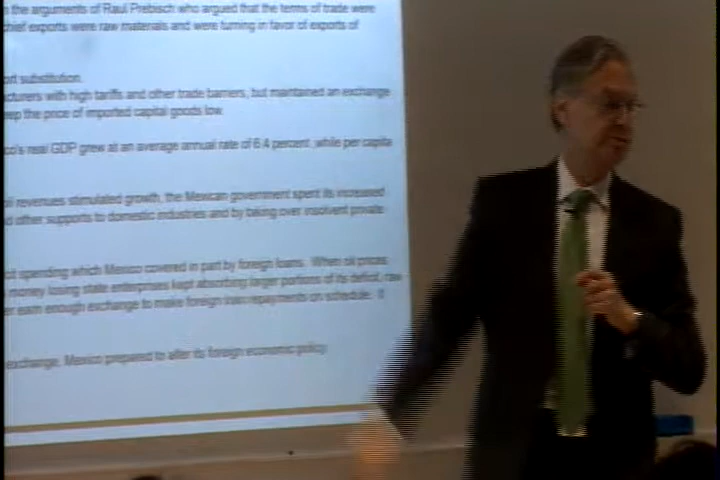 the arguments of Raul Prebisch who argued that the terms of trade were
chief exports were raw materials and were turning in favor of exports of
ort substitution.
cturers with high tariffs and other trade barriers, but maintained an exchange
eep the price of imported capital goods low.
co's real GDP grew at an average annual rate of 6.4 percent, while per capita
oil revenues stimulated growth, the Mexican government spent its increased
d other supports to domestic industries and by taking over insolvent private
spending which Mexico covered in part by foreign loans. When oil prices
money losing state enterprises kept absorbing larger portions of its deficit,
er earn enough exchange to make foreign loan repayments on schedule. It
exchange, Mexico prepared to alter its foreign economic policy.